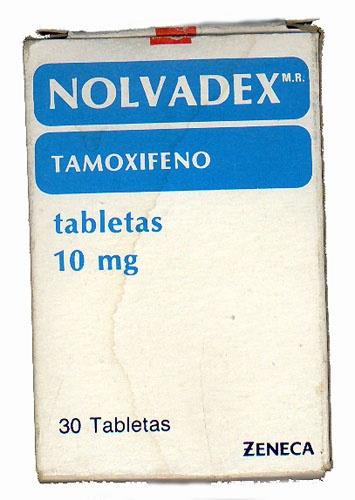 NOLVADEX M.R.
TAMOXIFENO
tabletas
10 mg
30 Tabletas
ZENECA